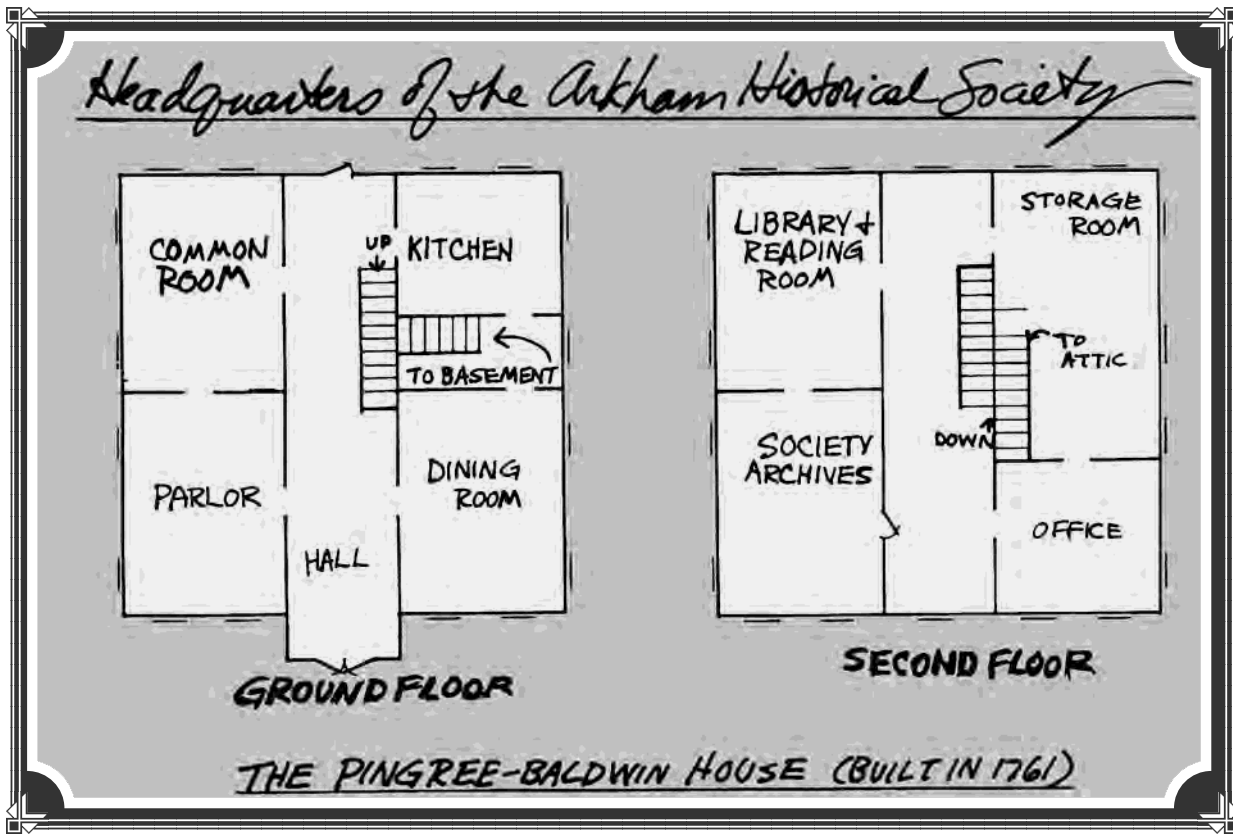 Headquarters of the Arkham Historical Society
COMMON
ROOM
UP
KITCHEN
TO BASEMENT
PARLOR
DINING
ROOM
HALL
GROUND FLOOR
LIBRARY &
READING
ROOM
STORAGE
ROOM
TO
ATTIC
DOWN
SOCIETY
ARCHIVES
OFFICE
SECOND FLOOR
THE PINGREE-BALDWIN HOUSE (BUILT IN 1761)